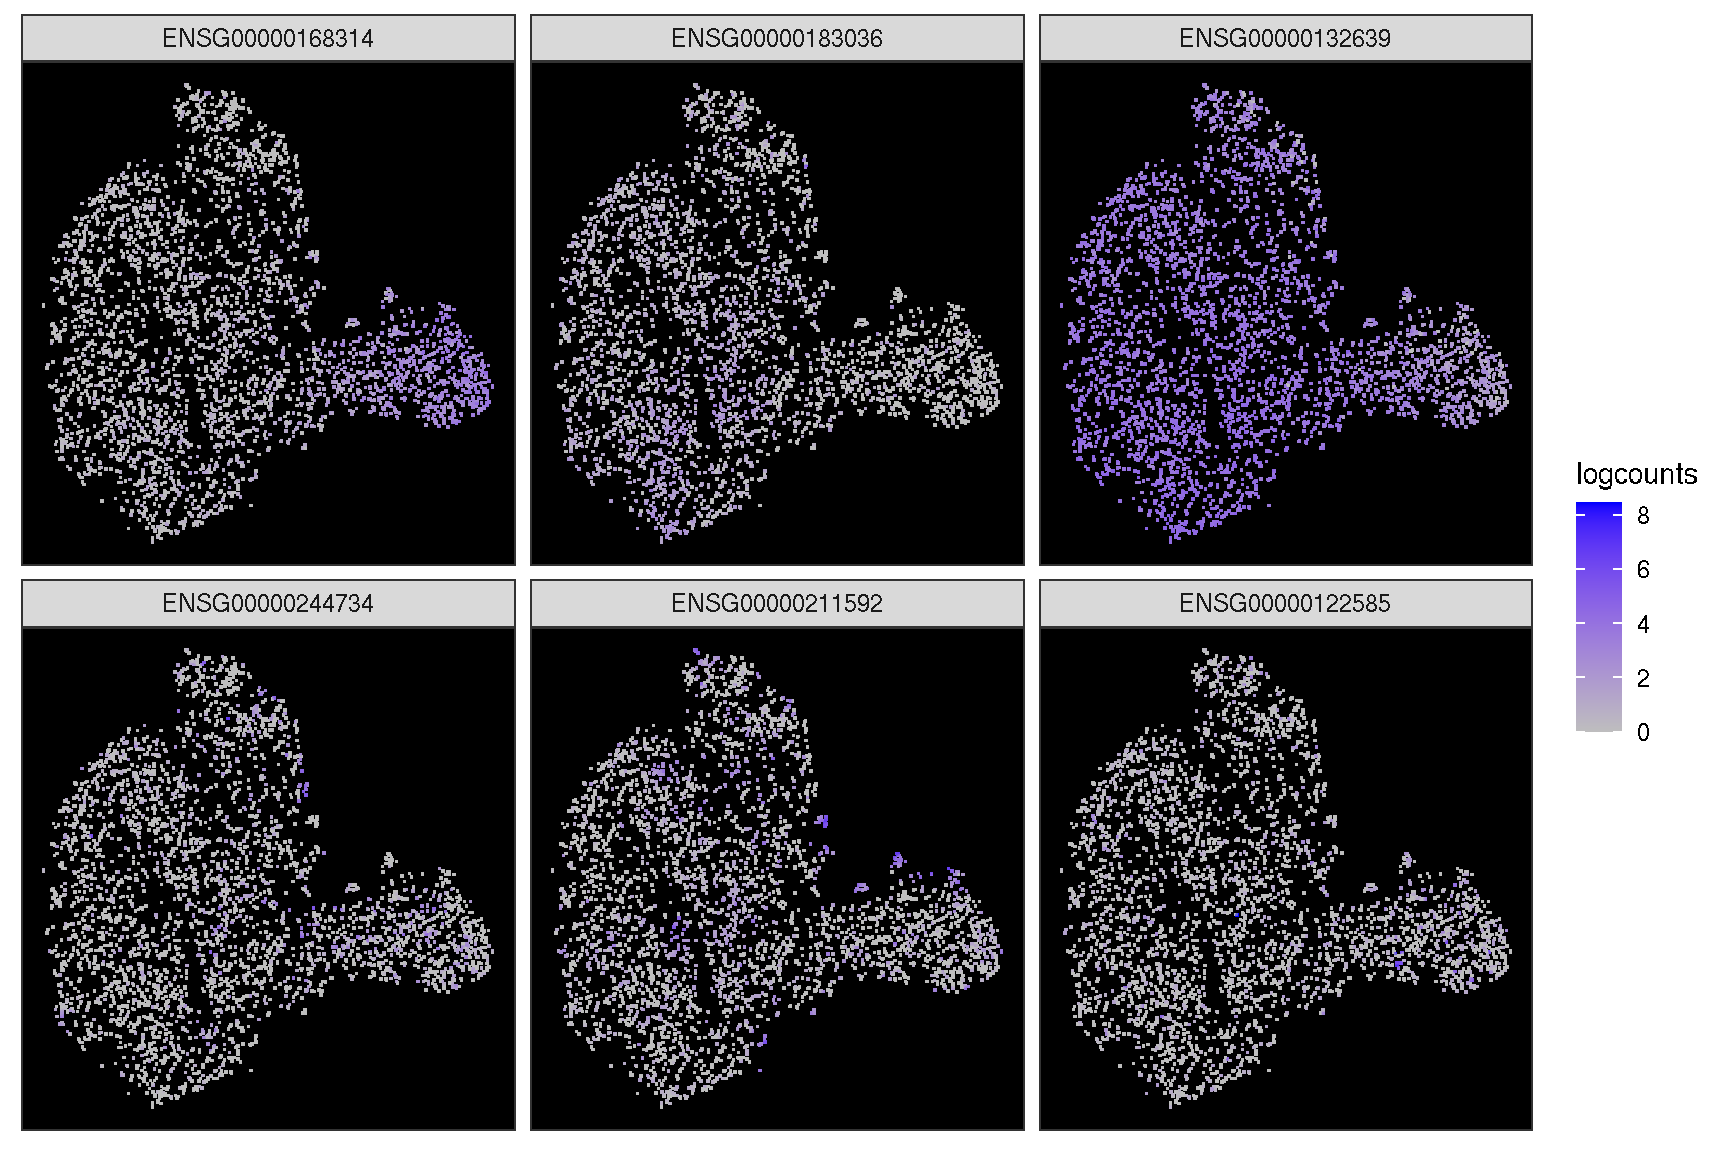 ENSG00000168314
ENSG00000183036
ENSG00000132639
ENSG00000244734
ENSG00000211592
ENSG00000122585
logcounts
8
6
4
2
0